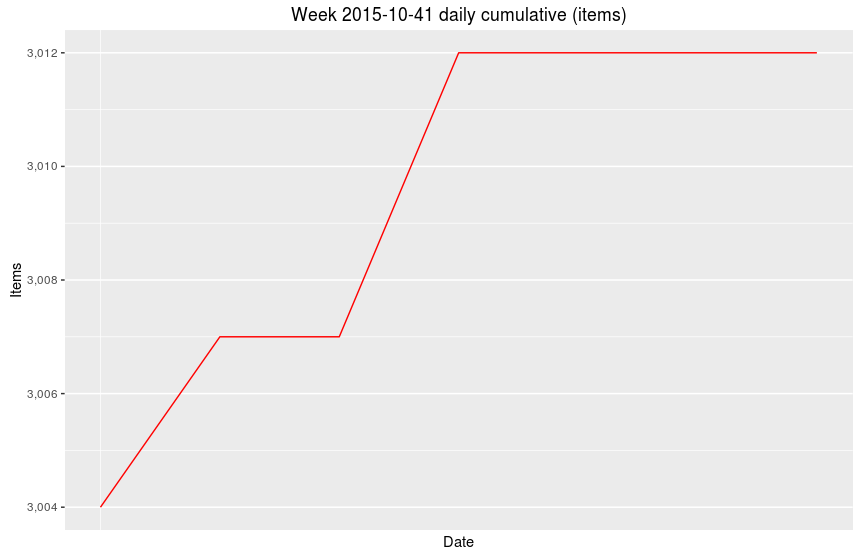 Week 2015-10-41 daily cumulative (items)
3,012
3,010
3,008
3,006
3,004
Items
Date